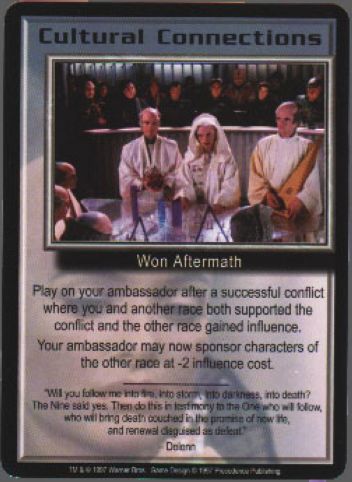 Cultural Connections
Won Aftermath
Play on your ambassador after a successful conflict
where you and another race both supported the
conflict and the other race gained influence.
Your ambassador may now sponsor characters of
the other race at -2 influence cost.
"Will you follow me into fire, into storm, into darkness, into death?
The Nine said yes. Then do this in testimony to the One who will follow,
who will bring death couched in the promise of new life,
and renewal disguised as defeat."
- Delenn
TM & © 1997 Warner Bros. Game Design © 1997 Precedence Publishing